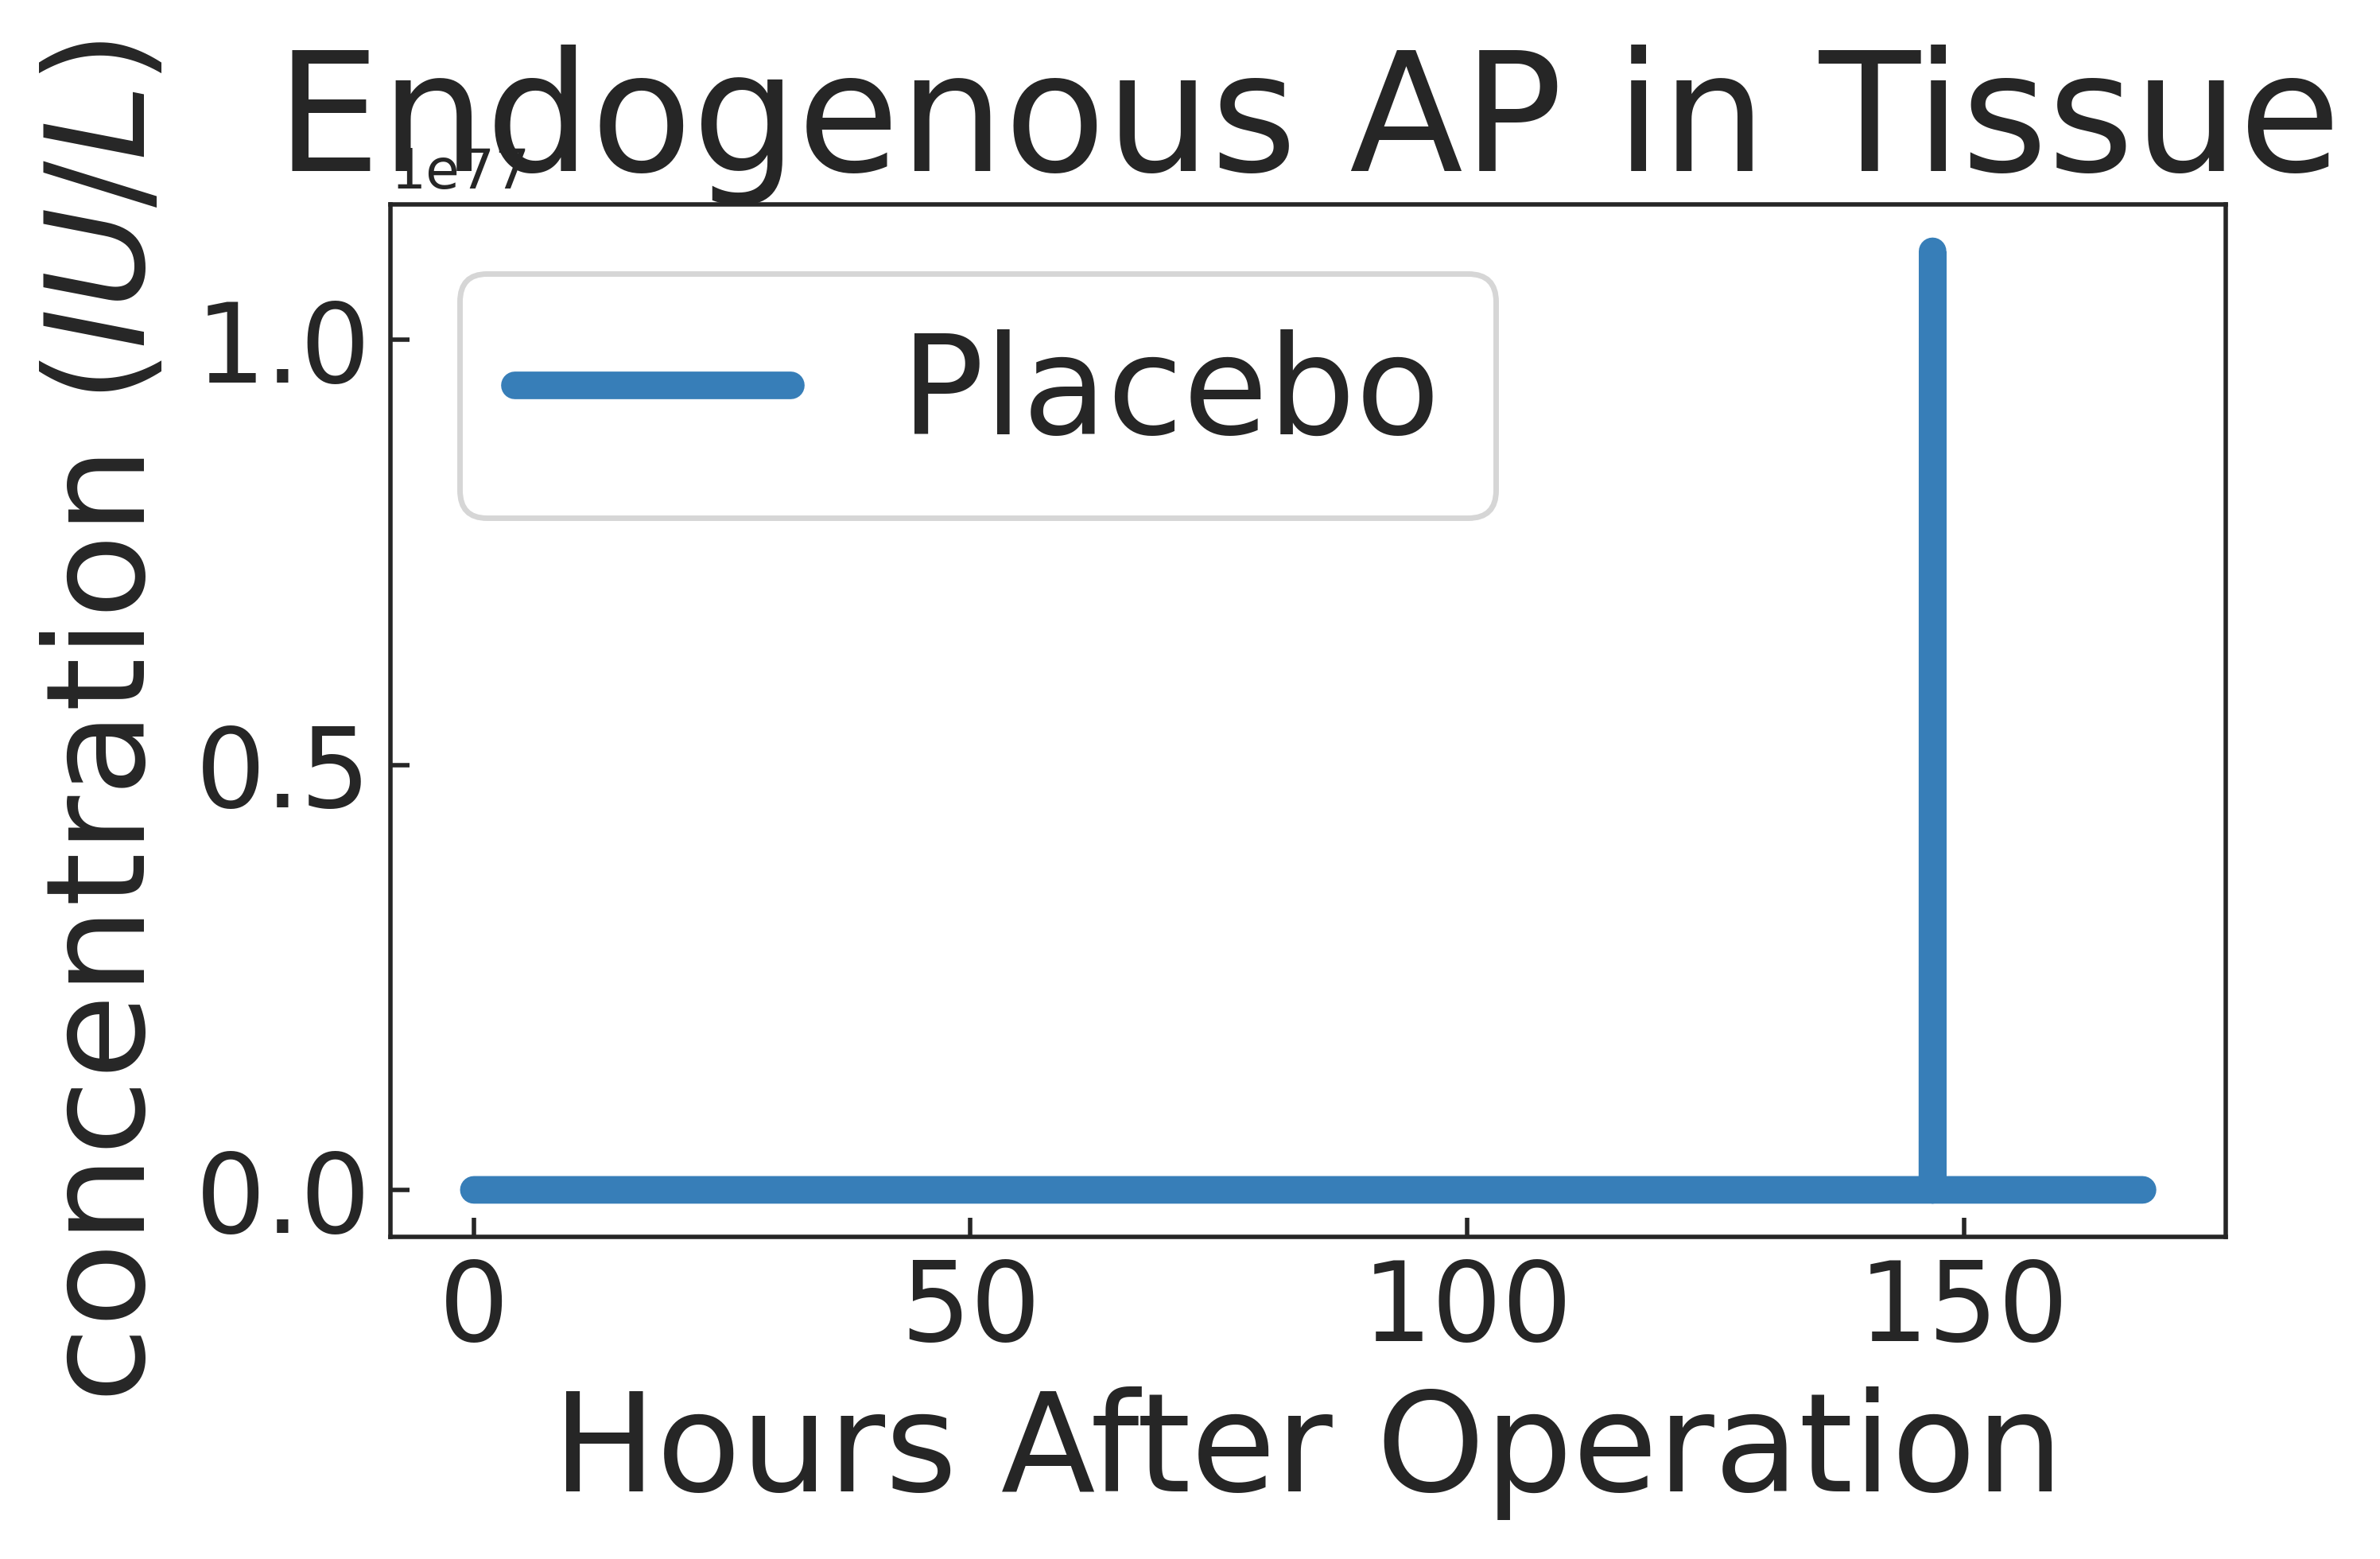 Endogenous AP in Tissue
1e77
concentration (IU/L)
1.0
0.5
0.0
Placebo
0
50
100
150
Hours After Operation